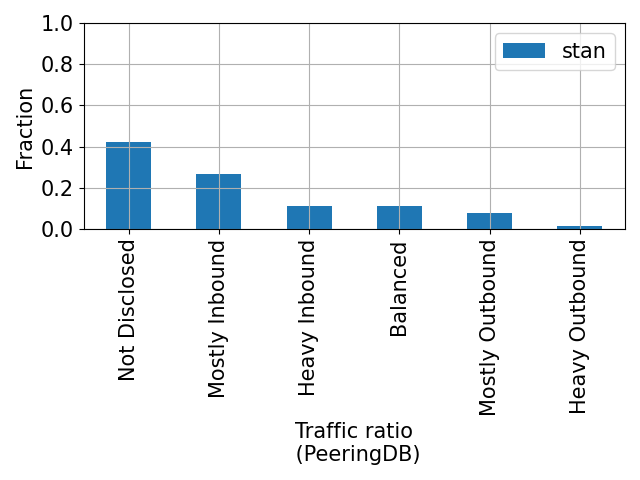 1.0
0.8
0.6
0.4
0.2
0.0
Fraction
stan
Not Disclosed
Mostly Inbound
Heavy Inbound
Balanced
Mostly Outbound
Heavy Outbound
Traffic ratio
(PeeringDB)